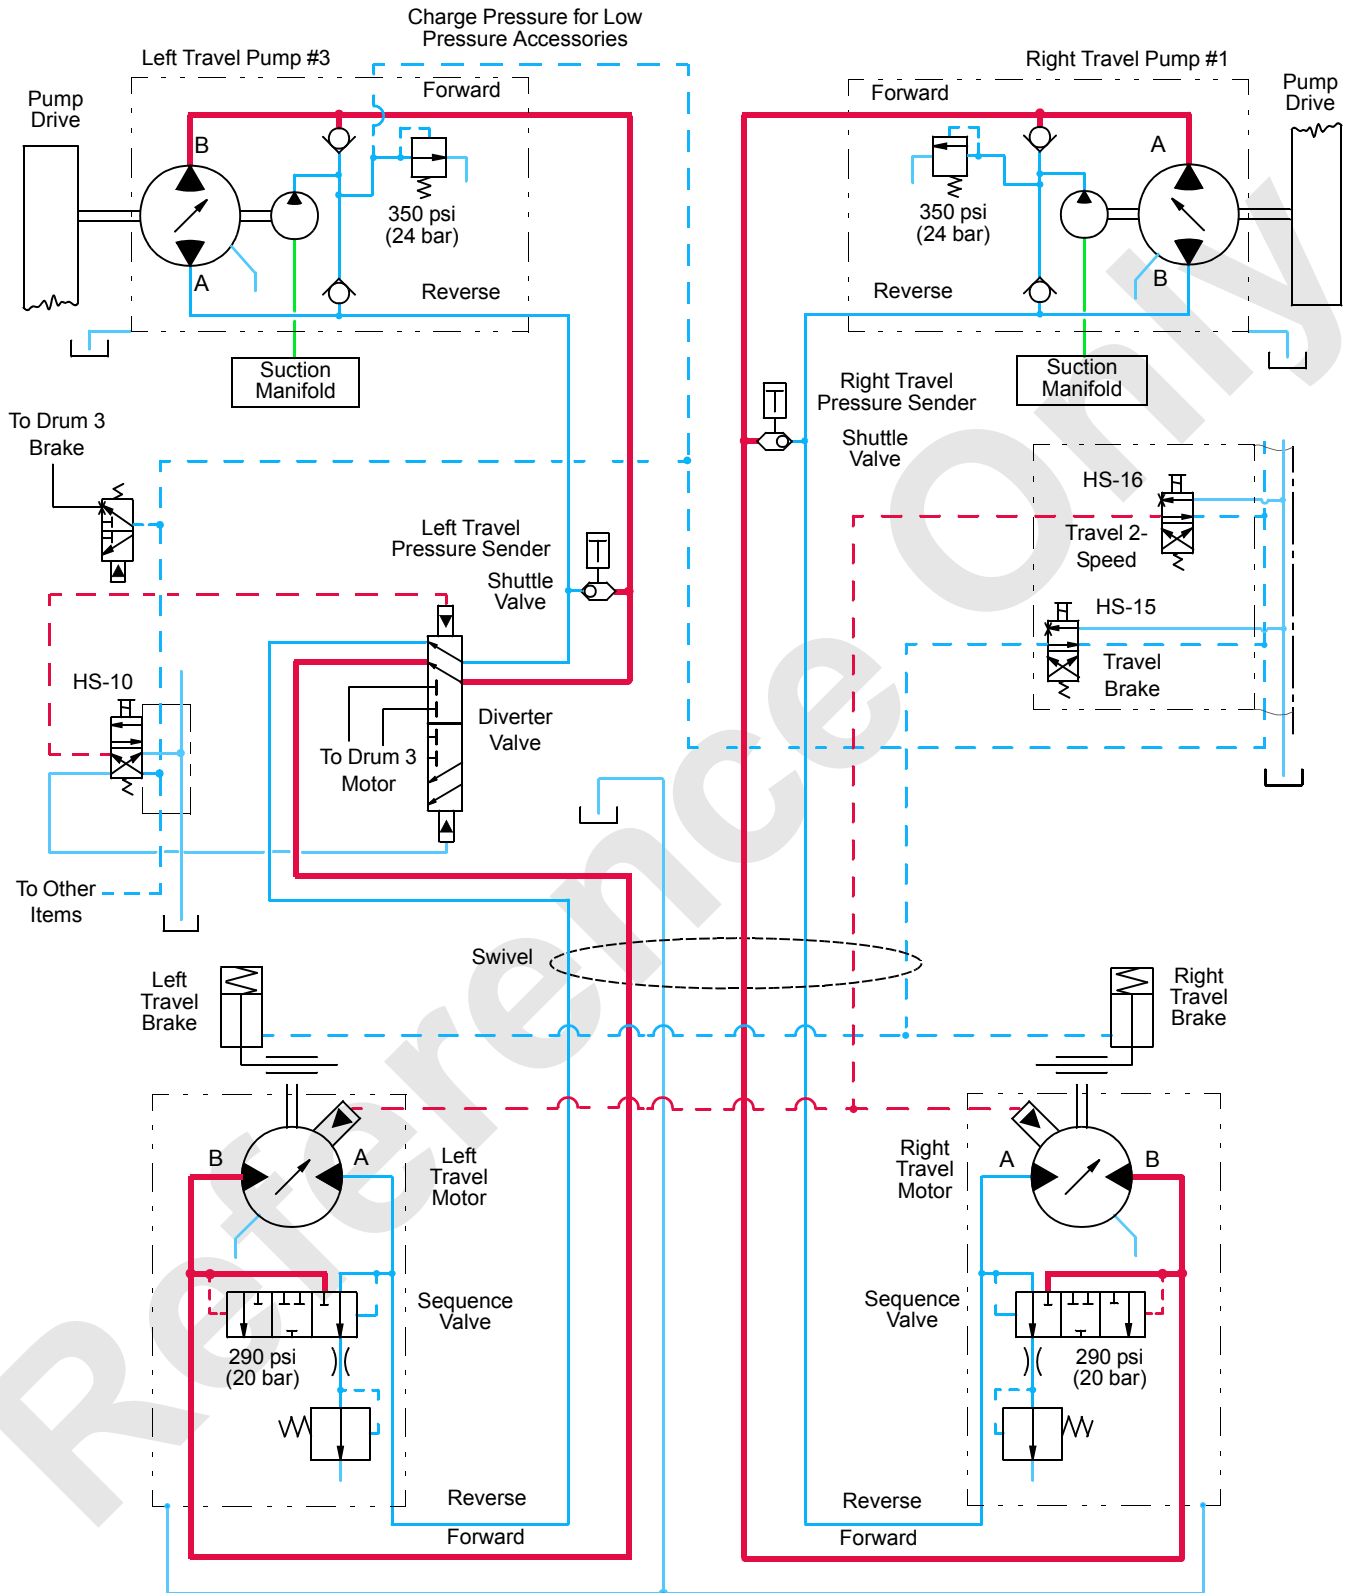 Charge Pressure for Low
Pressure Accessories
Left Travel Pump #3
Right Travel Pump #1
Pump
Drive
Forward
Forward
Pump
Drive
B
A
350 psi
(24 bar)
350 psi
(24 bar)
A
B
Reverse
Reverse
Suction
Manifold
Suction
Manifold
To Drum 3
Brake
Right Travel
Pressure Sender
Shuttle
Valve
HS-16
Travel 2-
Speed
Left Travel
Pressure Sender
Shuttle
Valve
HS-15
Travel
Brake
HS-10
Diverter
Valve
To Drum 3
Motor
To Other
Items
Swivel
Left
Travel
Brake
Right
Travel
Brake
B
A
Left
Travel
Motor
Right
Travel
Motor
A
B
Sequence
Valve
Sequence
Valve
290 psi
(20 bar)
290 psi
(20 bar)
Reverse
Forward
Reverse
Forward
Reference Only